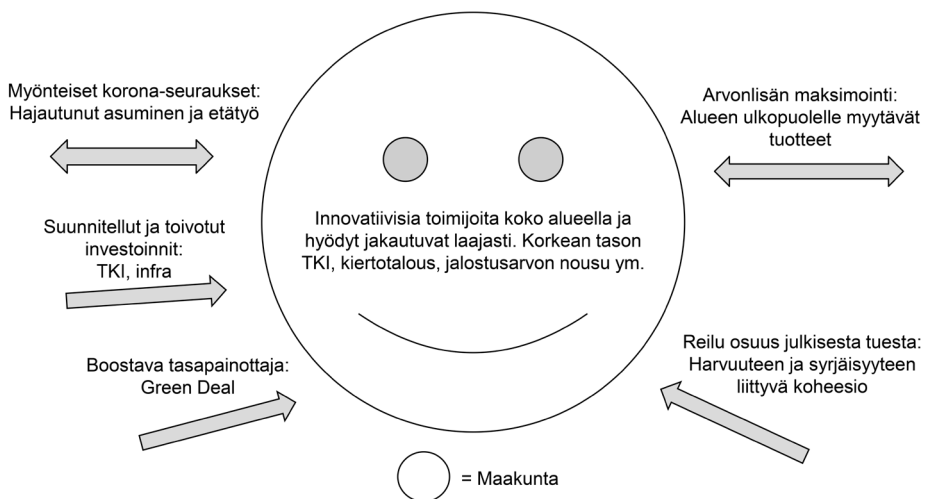 Myönteiset korona-seuraukset:
Hajautunut asuminen ja etätyö
Arvonlisän maksimointi:
Alueen ulkopuolelle myytävät
tuotteet
Suunnitellut ja toivotut
investoinnit:
TKI, infra
Innovatiivisia toimijoita koko alueella ja
hyödyt jakautuvat laajasti. Korkean tason
TKI, kiertotalous, jalostusarvon nousu ym.
Boostava tasapainottaja:
Green Deal
Reilu osuus julkisesta tuesta:
Harvuuteen ja syrjäisyyteen
liittyvä koheesio
= Maakunta